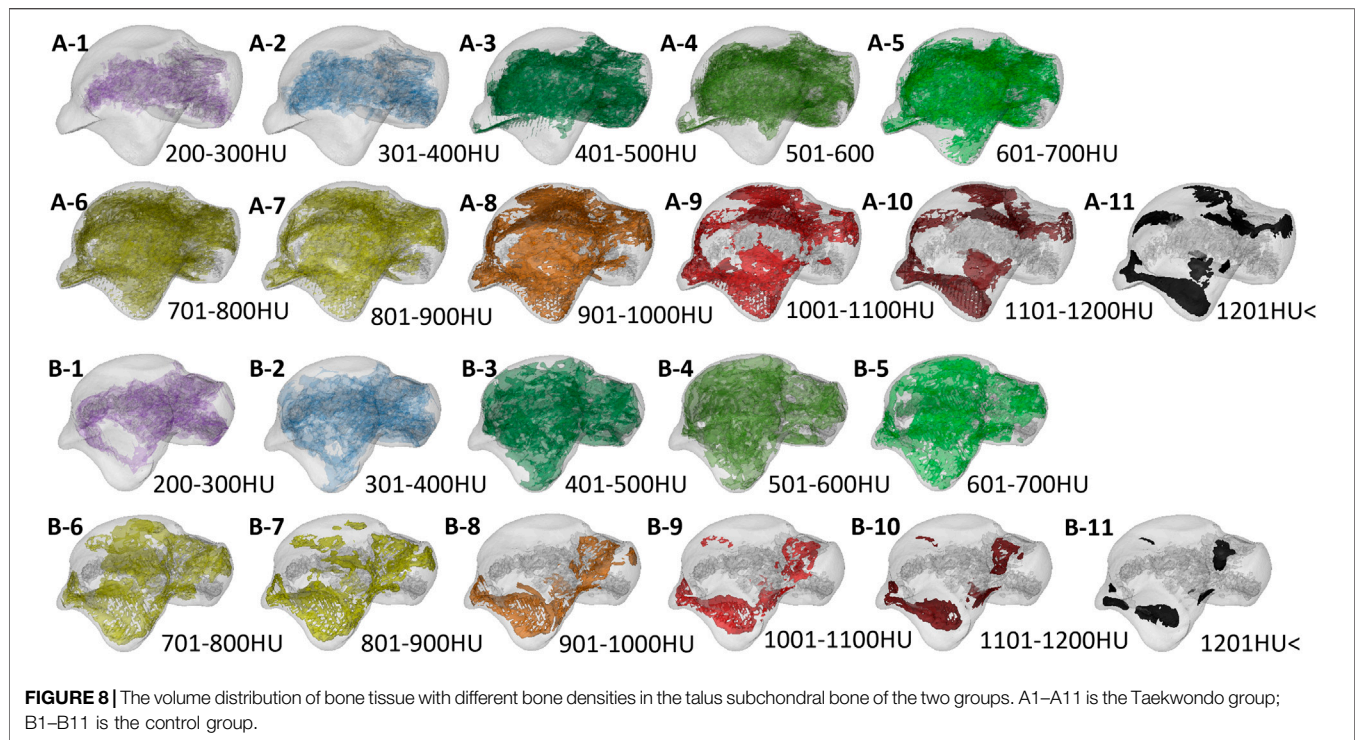 A-1 A-2 A-3 A-4 A-5
200-300HU 301-400HU 401-500HU 501-600 601-700HU
A-6 A-7 A-8 A-9 A-10 A-11
701-800HU 801-900HU 901-1000HU 1001-1100HU 1101-1200HU 1201HU<
B-1 B-2 B-3 B-4 B-5
200-300HU 301-400HU 401-500HU 501-600HU 601-700HU
B-6 B-7 B-8 B-9 B-10 B-11
701-800HU 801-900HU 901-1000HU 1001-1100HU 1101-1200HU 1201HU<
FIGURE 8 | The volume distribution of bone tissue with different bone densities in the talus subchondral bone of the two groups. A1–A11 is the Taekwondo group;
B1–B11 is the control group.